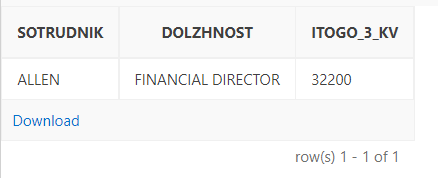 SOTRUDNIK DOLZHNOST ITOGO_3_KV
ALLEN FINANCIAL DIRECTOR 32200
Download
row(s) 1 - 1 of 1